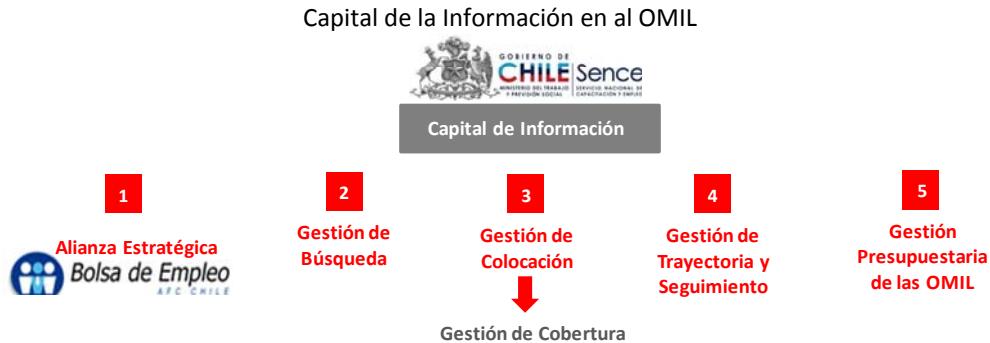 Capital de la Información en al OMIL
GOBIERNO DE
CHILE
Sence
MINISTERIO DEL TRABAJO
Y PREVISIÓN SOCIAL
SERVICIO NACIONAL DE
CAPACITACIÓN Y EMPLEO
Capital de Información
1
2
3
4
5
Alianza Estratégica
Bolsa de Empleo
AFC CHILE
Gestión de
Búsqueda
Gestión de
Colocación
Gestión de
Trayectoria y
Seguimiento
Gestión
Presupuestaria
de las OMIL
Gestión de Cobertura